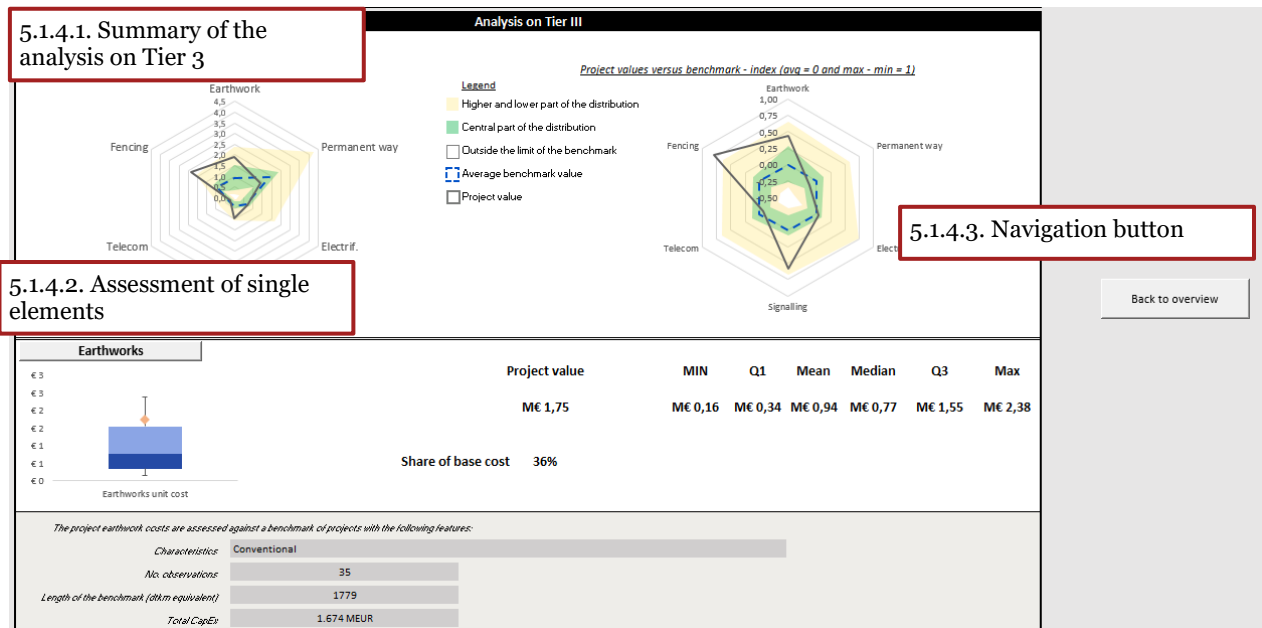 Analysis on Tier III
5.1.4.1. Summary of the
analysis on Tier 3
Project values versus benchmark - index (avg = 0 and max - min = 1)
Earthwork
4,5
4,0
3,5
3,0
2,5
2,0
1,5
1,0
0,0
Fencing
Permanent way
Telecom
Electrif.
Legend
Higher and lower part of the distribution
Central part of the distribution
Outside the limit of the benchmark
Average benchmark value
Project value
Earthwork
1,00
0,75
0,50
0,25
0,00
0,25
0,50
Fencing
Permanent way
Telecom
Elect
Signalling
5.1.4.3. Navigation button
5.1.4.2. Assessment of single
elements
Back to overview
Earthworks
€ 3
€ 3
€ 2
€ 2
€ 1
€ 1
€ 0
Earthworks unit cost
Project value MIN Q1 Mean Median Q3 Max
M€ 1,75 M€ 0,16 M€ 0,34 M€ 0,94 M€ 0,77 M€ 1,55 M€ 2,38
Share of base cost 36%
The project earthwork costs are assessed against a benchmark of projects with the following features:
Characteristics Conventional
No. observations 35
Length of the benchmark (dtkm equivalent) 1779
Total CapEx 1.674 MEUR